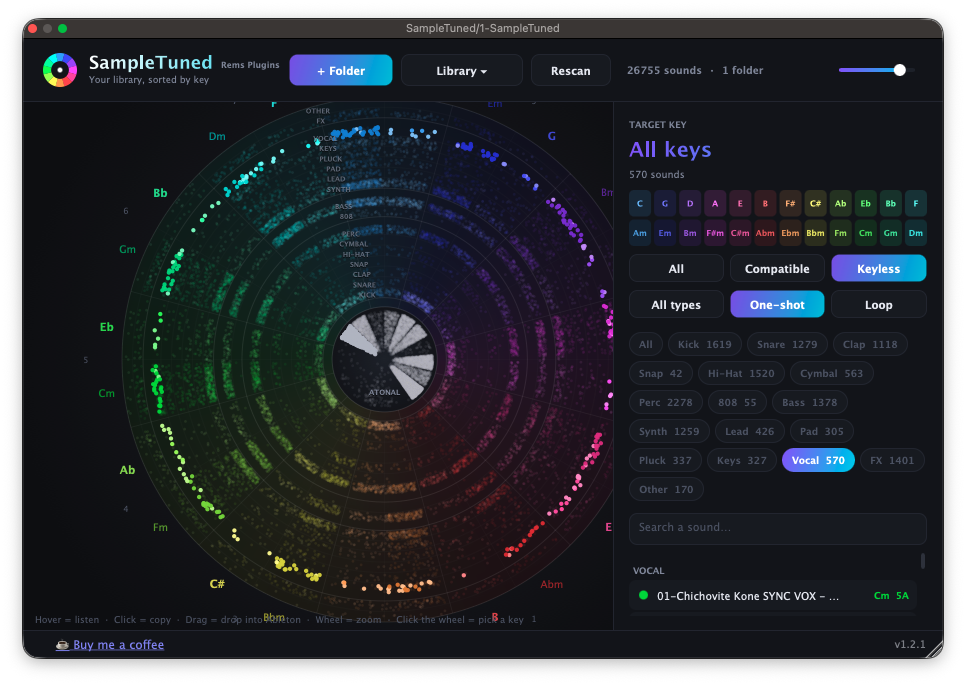 SampleTuned/1-SampleTuned
SampleTuned Rems Plugins
Your library, sorted by key
+ Folder
Library
Rescan
26755 sounds · 1 folder
OTHER
FX
VOCAL
KEYS
PLUCK
PAD
LEAD
SYNTH
BASS
808
PERC
CYMBAL
HI-HAT
SNAP
CLAP
SNARE
KICK
ATONAL
F
Em
Dm
G
Bb
Bm
6
Gm
Eb
5
Cm
Ab
E
4
Fm
Abm
C#
Bbm
B
Hover = listen · Click = copy · Drag = drop into Ableton · Wheel = zoom · Click the wheel = pick a key 1
TARGET KEY
All keys
570 sounds
C G D A E B F# C# Ab Eb Bb F
Am Em Bm F#m C#m Abm Ebm Bbm Fm Cm Gm Dm
All Compatible Keyless
All types One-shot Loop
All Kick 1619 Snare 1279 Clap 1118
Snap 42 Hi-Hat 1520 Cymbal 563
Perc 2278 808 55 Bass 1378
Synth 1259 Lead 426 Pad 305
Pluck 337 Keys 327 Vocal 570 FX 1401
Other 170
Search a sound...
VOCAL
01-Chichovite Kone SYNC VOX - ... Cm 5A
Buy me a coffee
v1.2.1